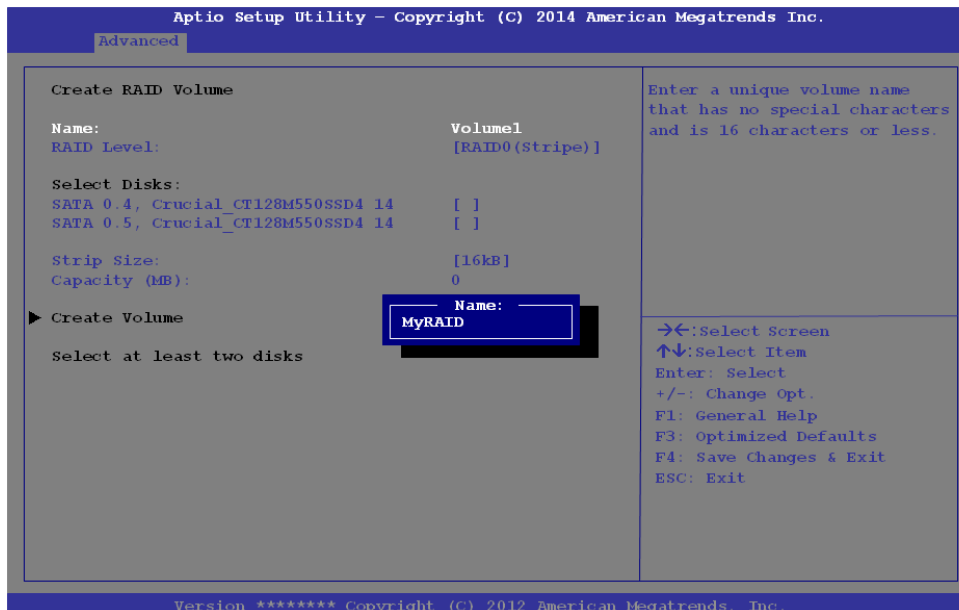 Aptio Setup Utility – Copyright (C) 2014 American Megatrends Inc.
Advanced
Create RAID Volume
Name: Volume1
RAID Level: [RAID0(Stripe)]
Select Disks:
SATA 0.4, Crucial_CT128M550SSD4 14 [ ]
SATA 0.5, Crucial_CT128M550SSD4 14 [ ]
Strip Size: [16kB]
Capacity (MB): 0
▶ Create Volume
Select at least two disks
Name:
MyRAID
Enter a unique volume name
that has no special characters
and is 16 characters or less.
→←:Select Screen
↑↓:Select Item
Enter: Select
+/-: Change Opt.
F1: General Help
F3: Optimized Defaults
F4: Save Changes & Exit
ESC: Exit
Version ******** Copyright (C) 2012 American Megatrends, Inc.